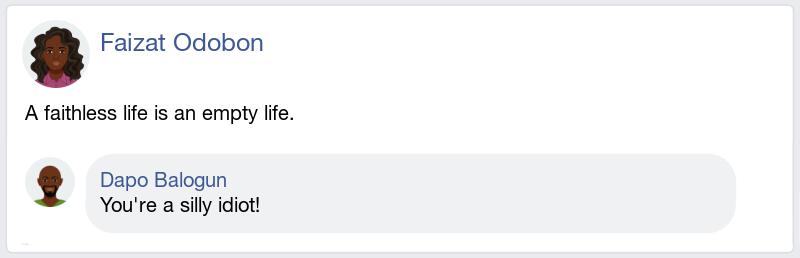 Faizat Odobon
A faithless life is an empty life.
Dapo Balogun
You're a silly idiot!